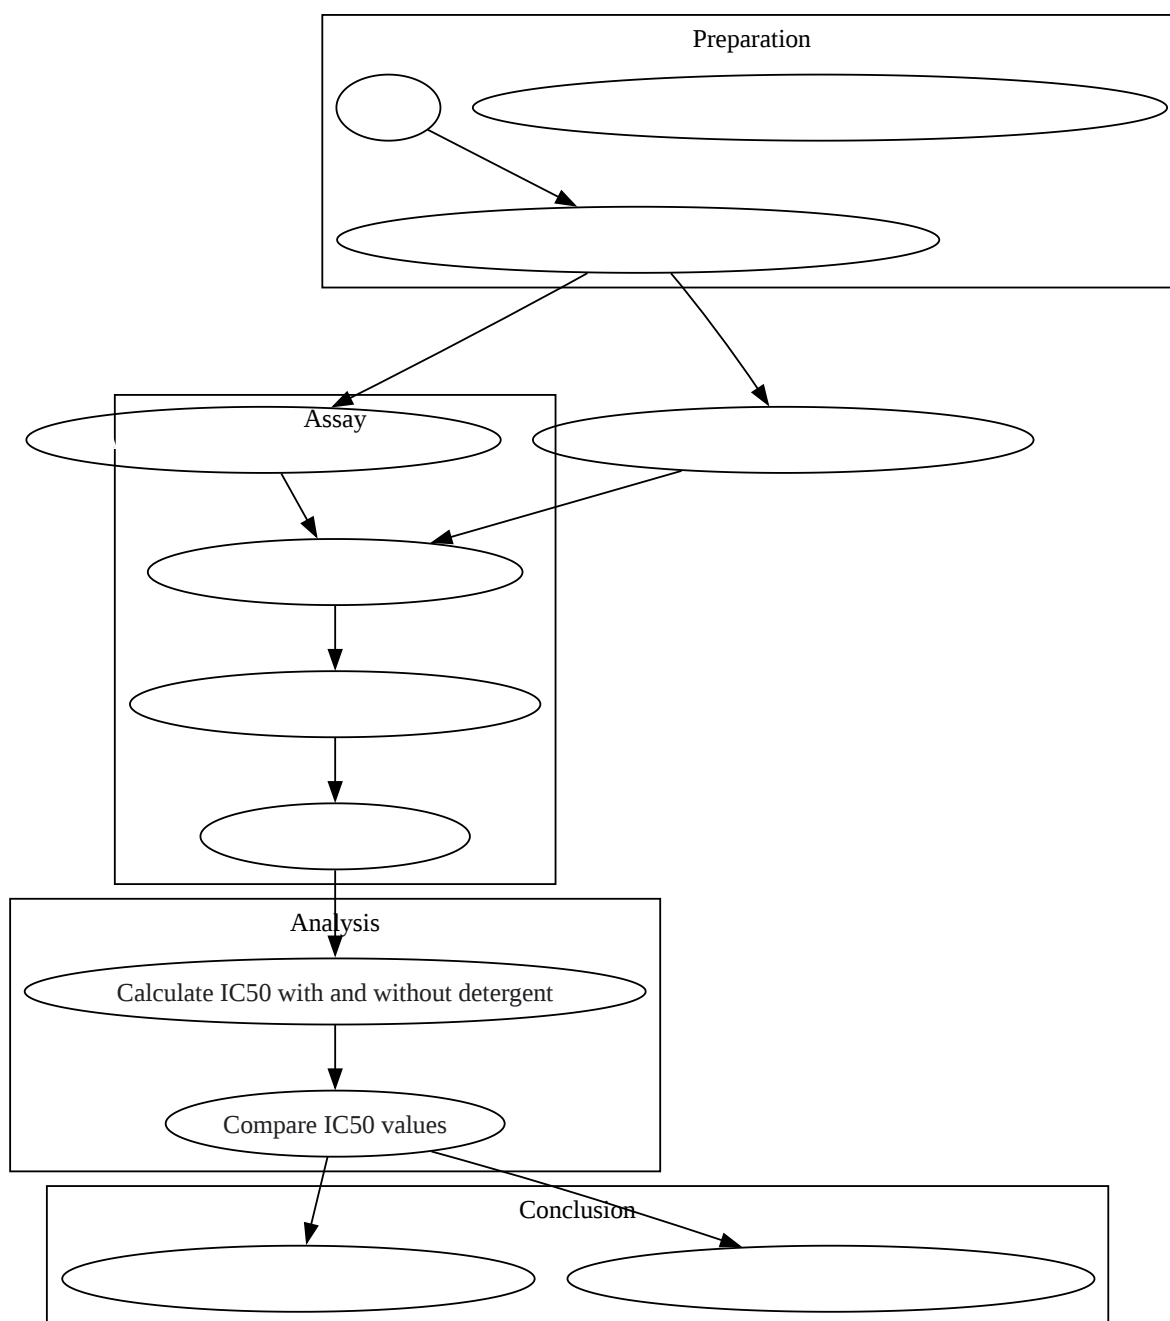 Preparation
Assay
Analysis
Calculate IC50 with and without detergent
Compare IC50 values
Conclusion